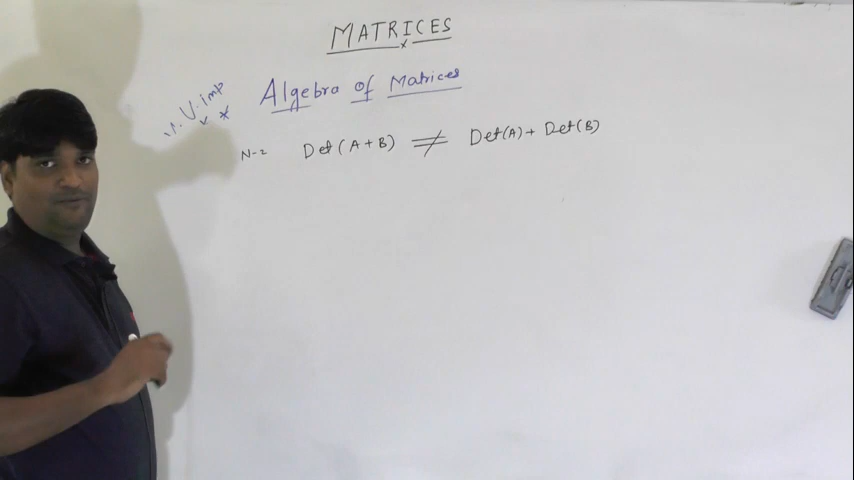 MATRICES
V.imp
Algebra of Matrices
N-2 Det(A+B) ≠ Det(A)+ Det(B)